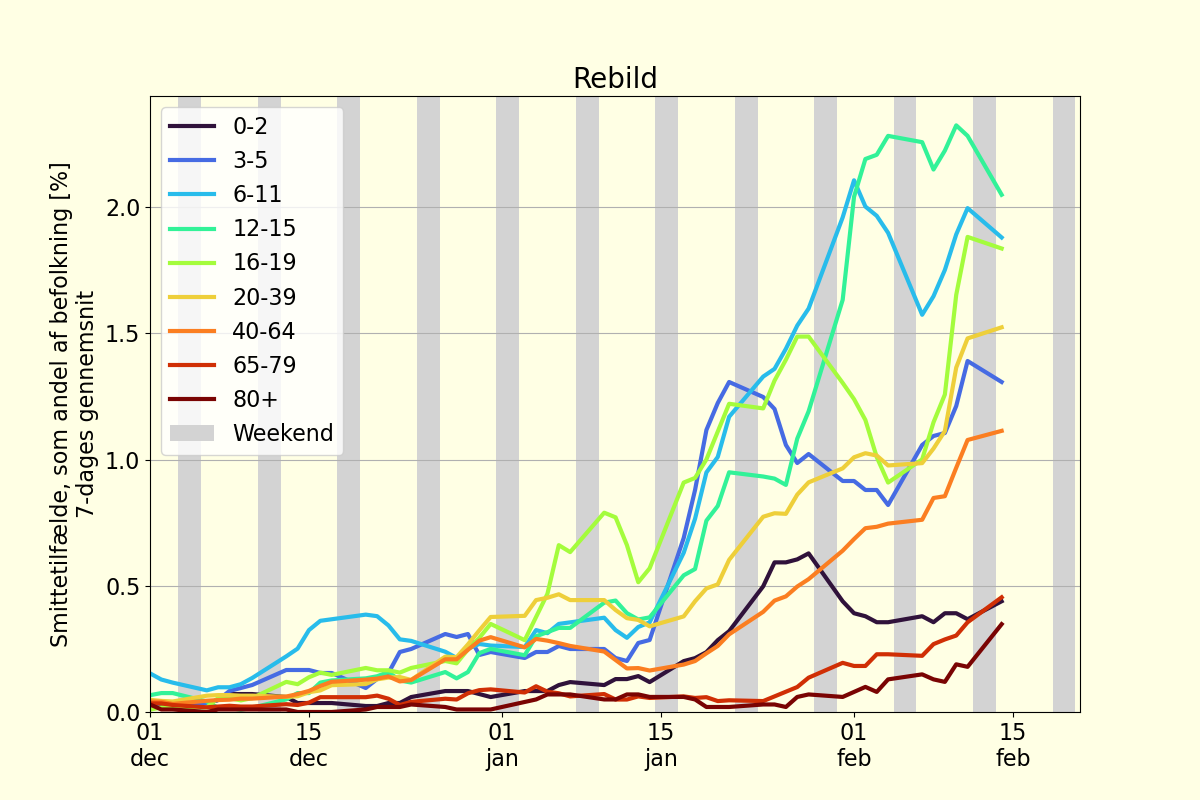 Rebild
Smittetilfælde, som andel af befolkning [%]
7-dages gennemsnit
2.0
1.5
1.0
0.5
0.0
0-2
3-5
6-11
12-15
16-19
20-39
40-64
65-79
80+
Weekend
01 15 01 15 01 15
dec dec jan jan feb feb